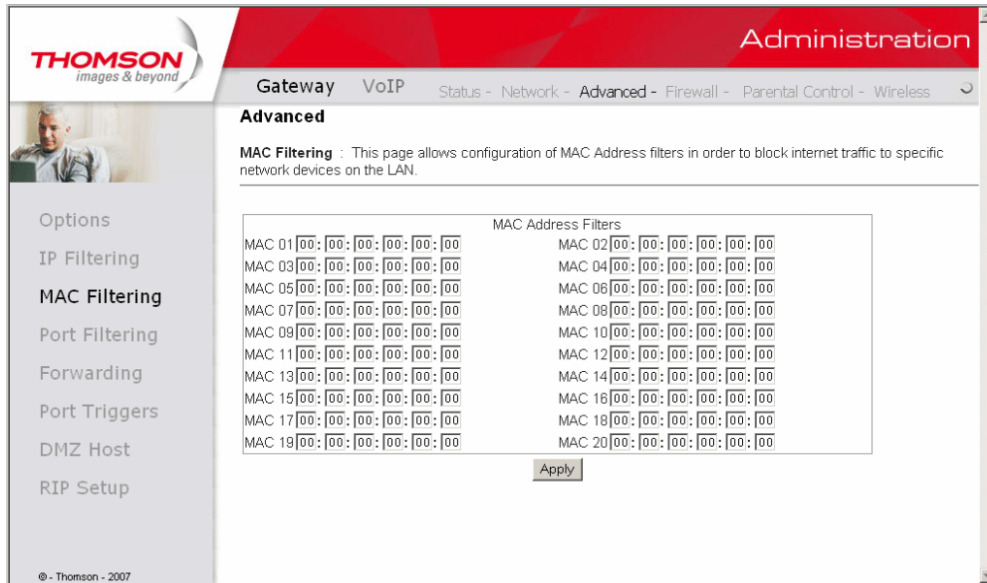 THOMSON
images & beyond
Administration
Gateway VoIP Status - Network - Advanced - Firewall - Parental Control - Wireless
Advanced
MAC Filtering : This page allows configuration of MAC Address filters in order to block internet traffic to specific
network devices on the LAN.
Options
IP Filtering
MAC Filtering
Port Filtering
Forwarding
Port Triggers
DMZ Host
RIP Setup
MAC Address Filters
MAC 01 00:00:00:00:00:00 MAC 02 00:00:00:00:00:00
MAC 03 00:00:00:00:00:00 MAC 04 00:00:00:00:00:00
MAC 05 00:00:00:00:00:00 MAC 06 00:00:00:00:00:00
MAC 07 00:00:00:00:00:00 MAC 08 00:00:00:00:00:00
MAC 09 00:00:00:00:00:00 MAC 10 00:00:00:00:00:00
MAC 11 00:00:00:00:00:00 MAC 12 00:00:00:00:00:00
MAC 13 00:00:00:00:00:00 MAC 14 00:00:00:00:00:00
MAC 15 00:00:00:00:00:00 MAC 16 00:00:00:00:00:00
MAC 17 00:00:00:00:00:00 MAC 18 00:00:00:00:00:00
MAC 19 00:00:00:00:00:00 MAC 20 00:00:00:00:00:00
Apply
© - Thomson - 2007